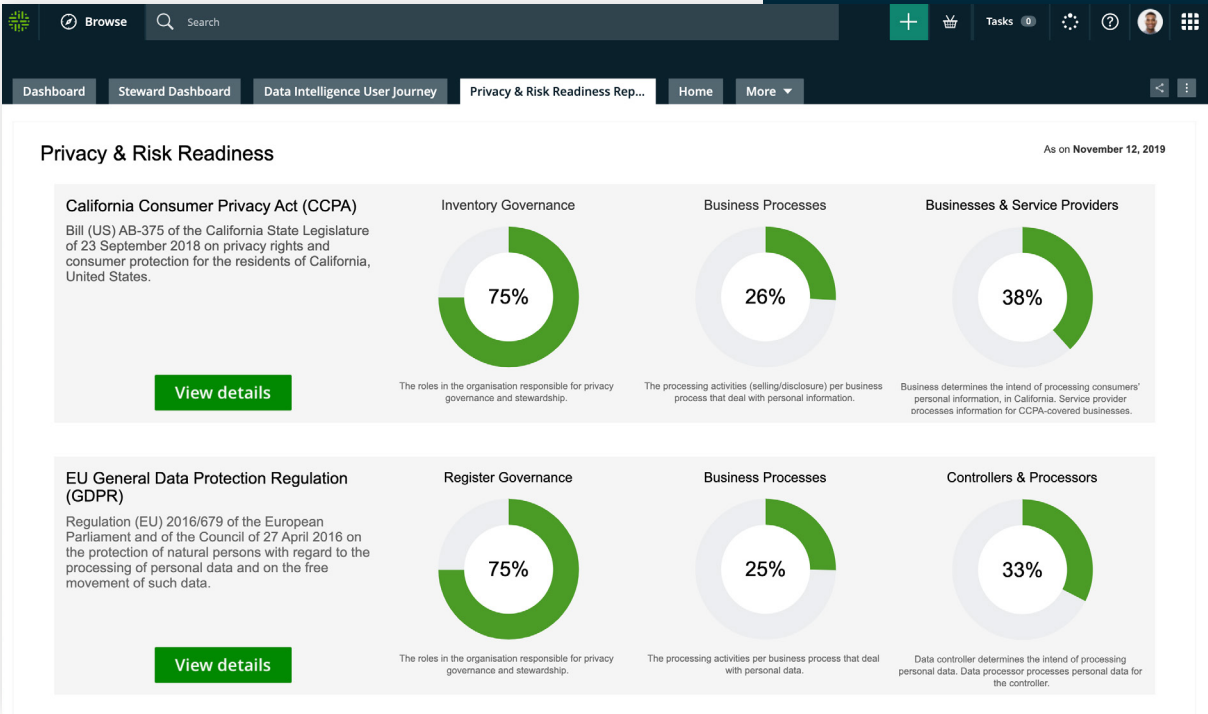 Browse
Search
Tasks 0
Dashboard
Steward Dashboard
Data Intelligence User Journey
Privacy & Risk Readiness Rep...
Home
More
Privacy & Risk Readiness
As on November 12, 2019
California Consumer Privacy Act (CCPA)
Bill (US) AB-375 of the California State Legislature
of 23 September 2018 on privacy rights and
consumer protection for the residents of California,
United States.
View details
Inventory Governance
75%
The roles in the organisation responsible for privacy
governance and stewardship.
Business Processes
26%
The processing activities (selling/disclosure) per business
process that deal with personal information.
Businesses & Service Providers
38%
Business determines the intend of processing consumers'
personal information, in California. Service provider
processes information for CCPA-covered businesses.
EU General Data Protection Regulation
(GDPR)
Regulation (EU) 2016/679 of the European
Parliament and of the Council of 27 April 2016 on
the protection of natural persons with regard to the
processing of personal data and on the free
movement of such data.
View details
Register Governance
75%
The roles in the organisation responsible for privacy
governance and stewardship.
Business Processes
25%
The processing activities per business process that deal
with personal data.
Controllers & Processors
33%
Data controller determines the intend of processing
personal data. Data processor processes personal data for
the controller.